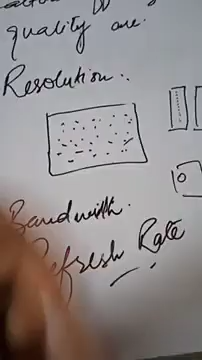 quality are.
Resolution..
Bandwidth.
Refresh Rate